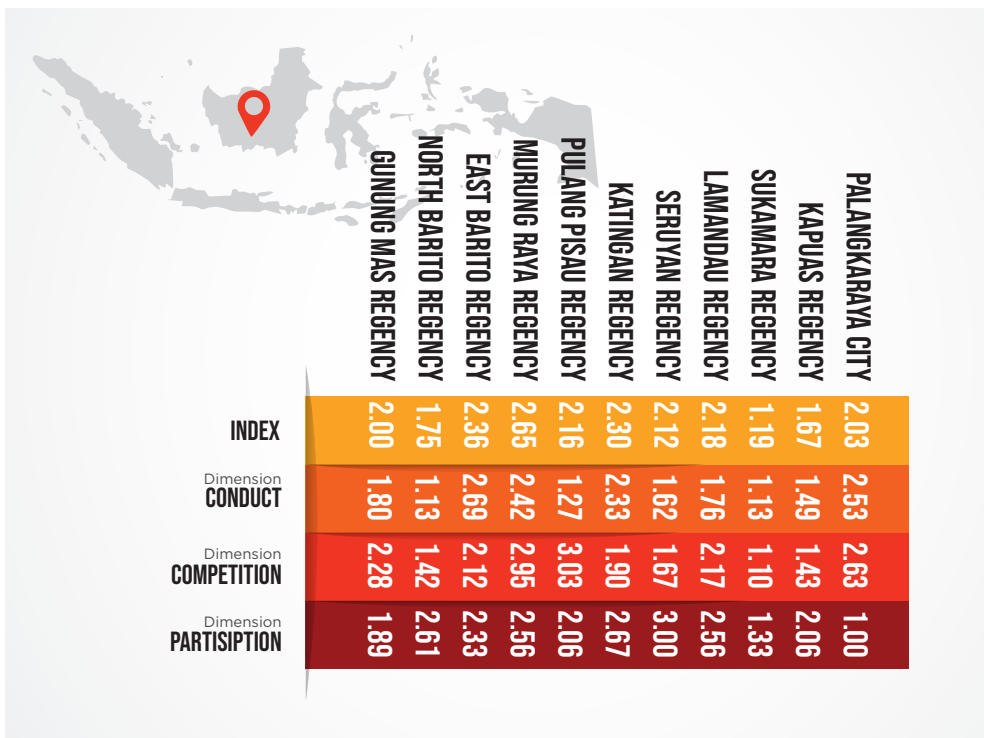 GUNUNG MAS REGENCY
NORTH BARITO REGENCY
EAST BARITO REGENCY
MURUNG RAYA REGENCY
PULANG PISAU REGENCY
KATINGAN REGENCY
SERUYAN REGENCY
LAMANDAU REGENCY
SUKAMARA REGENCY
KAPUAS REGENCY
PALANGKARAYA CITY
INDEX 2.00 1.75 2.36 2.65 2.16 2.30 2.12 2.18 1.19 1.67 2.03
Dimension
CONDUCT 1.80 1.13 2.69 2.42 1.27 2.33 1.62 1.76 1.13 1.49 2.53
Dimension
COMPETITION 2.28 1.42 2.12 2.95 3.03 1.90 1.67 2.17 1.10 1.43 2.63
Dimension
PARTISIPTION 1.89 2.61 2.33 2.56 2.06 2.67 3.00 2.56 1.33 2.06 1.00